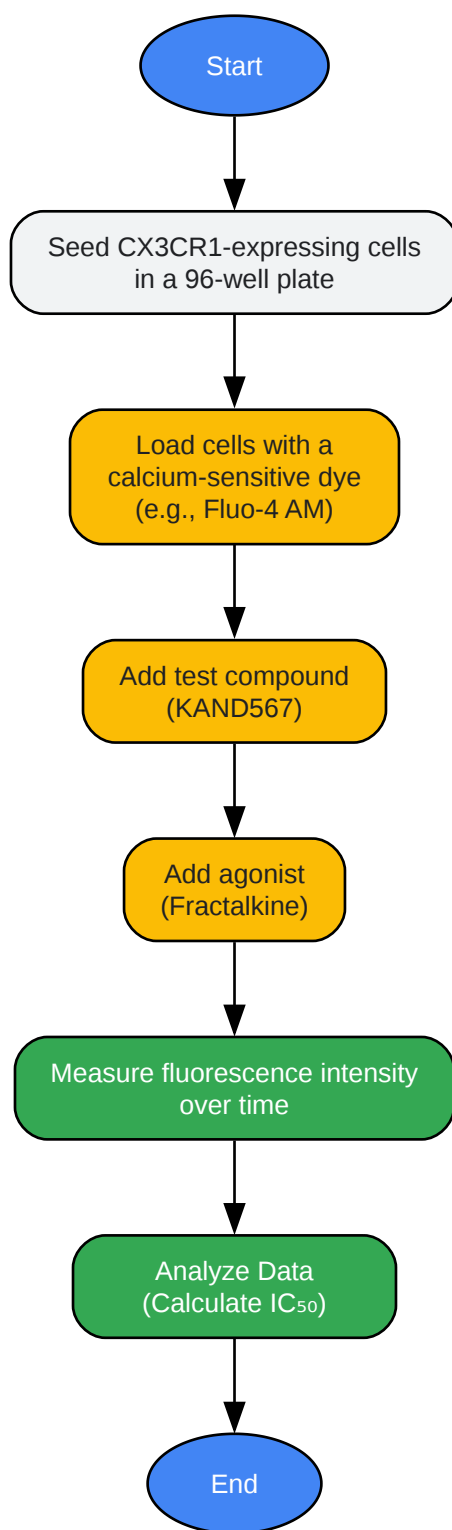 Start
Seed CX3CR1-expressing cells
in a 96-well plate
Load cells with a
calcium-sensitive dye
(e.g., Fluo-4 AM)
Add test compound
(KAND567)
Add agonist
(Fractalkine)
Measure fluorescence intensity
over time
Analyze Data
(Calculate IC₅₀)
End